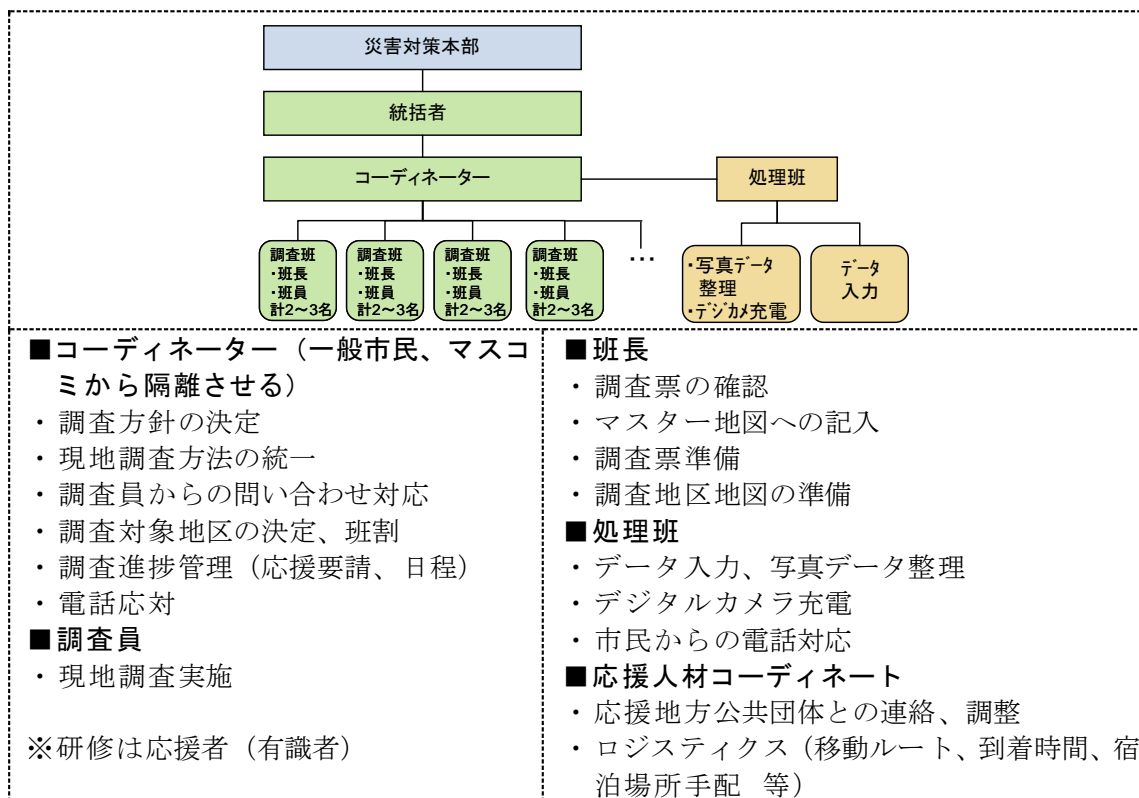 災害対策本部
統括者
コーディネーター
処理班
調査班
・班長
・班員
計2～3名
調査班
・班長
・班員
計2～3名
調査班
・班長
・班員
計2～3名
調査班
・班長
・班員
計2～3名
…
・写真データ
整理
・デジカメ充電
データ
入力
■コーディネーター（一般市民、マスコ
ミから隔離させる）
・調査方針の決定
・現地調査方法の統一
・調査員からの問い合わせ対応
・調査対象地区の決定、班割
・調査進捗管理（応援要請、日程）
・電話応対
■調査員
・現地調査実施
※研修は応援者（有識者）
■班長
・調査票の確認
・マスター地図への記入
・調査票準備
・調査地区地図の準備
■処理班
・データ入力、写真データ整理
・デジタルカメラ充電
・市民からの電話対応
■応援人材コーディネート
・応援地方公共団体との連絡、調整
・ロジスティクス（移動ルート、到着時間、宿
泊場所手配　等）